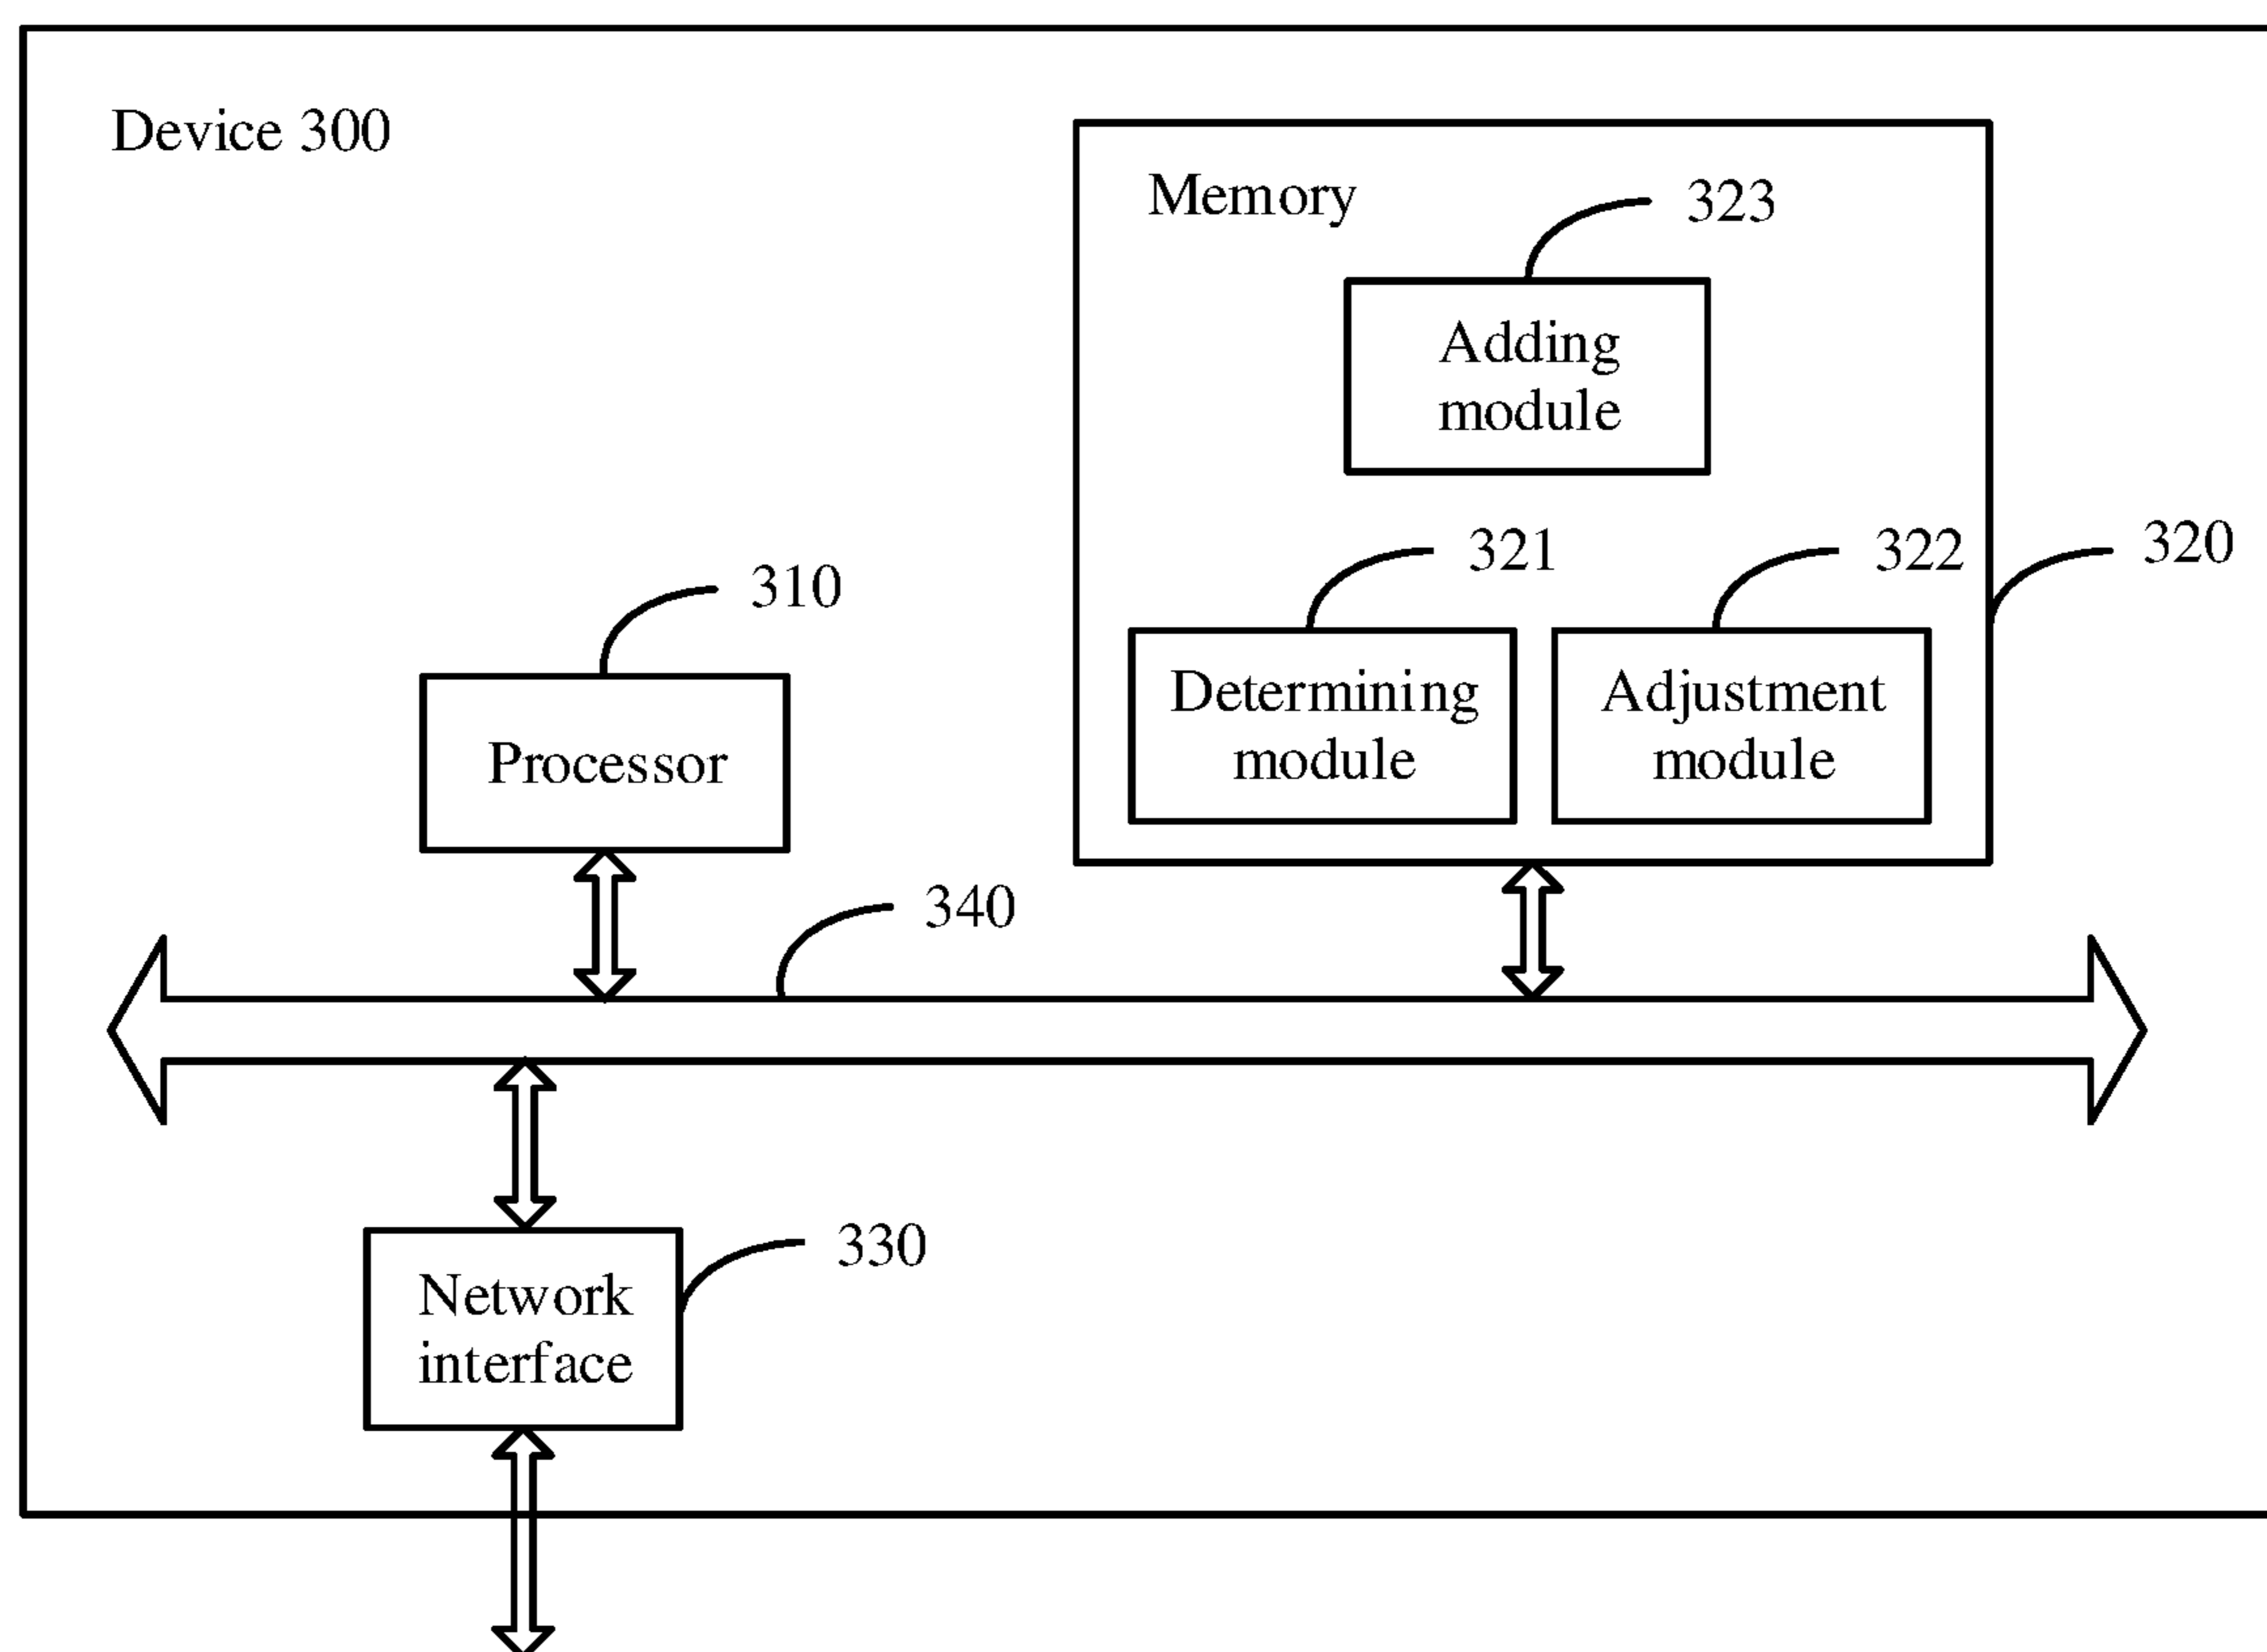 Device 300
Memory
323
Adding
module
321
322
320
Determining
module
Adjustment
module
310
Processor
340
330
Network
interface